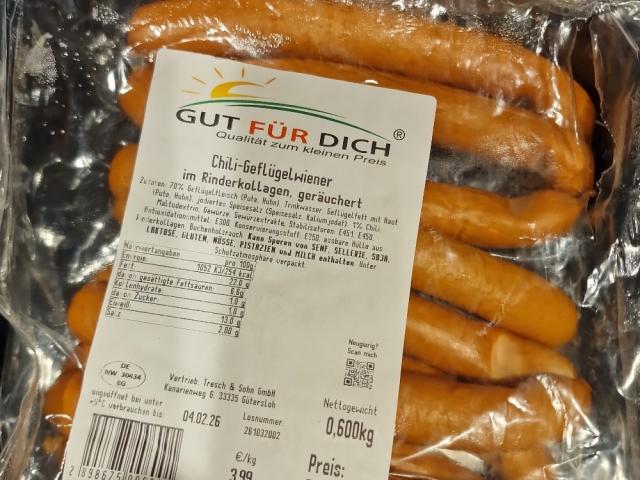 GUT FÜR DICH ®
Qualität zum kleinen Preis
Chili-Geflügelwiener
im Rinderkollagen, geräuchert
Zutaten: 70% Geflügelfleisch (Pute, Huhn) Trinkwasser, Geflügelfett mit Haut
(Pute, Huhn), jodiertes Speisesalz (Speisesalz, Kaliumjodat), 1% Chili,
Maltodextrin, Gewürze, Gewürzextrakte, Stabilisatoren: E451 E450,
Antioxidationsmittel: E300, Konservierungsstoff: E250, essbare Hülle aus
Rinderkollagen, Buchenholzrauch. Kann Spuren von SENF, SELLERIE, SOJA,
LAKTOSE, GLUTEN, NÜSSE, PISTAZIEN und MILCH enthalten. Unter
Schutzatmosphäre verpackt.
Nährwertangaben pro 100g
Energie: 1052 KJ/254 kcal
Fett: 22,0 g
davon gesättigte Fettsäuren: 6,6g
Kohlenhydrate: 1,0 g
davon Zucker: 1,0 g
Eiweiß: 13,0 g
Salz 2,00 g
Neugierig?
Scan mich
DE
NW 30434
EG
Vertrieb: Tresch & Sohn GmbH
Kanarienweg 6, 33335 Gütersloh
ungeöffnet bei unter
+5°C verbrauchen bis:
04.02.26
Losnummer
261032002
Nettogewicht
0,600kg
€/kg
3,99
Preis:
2 898675